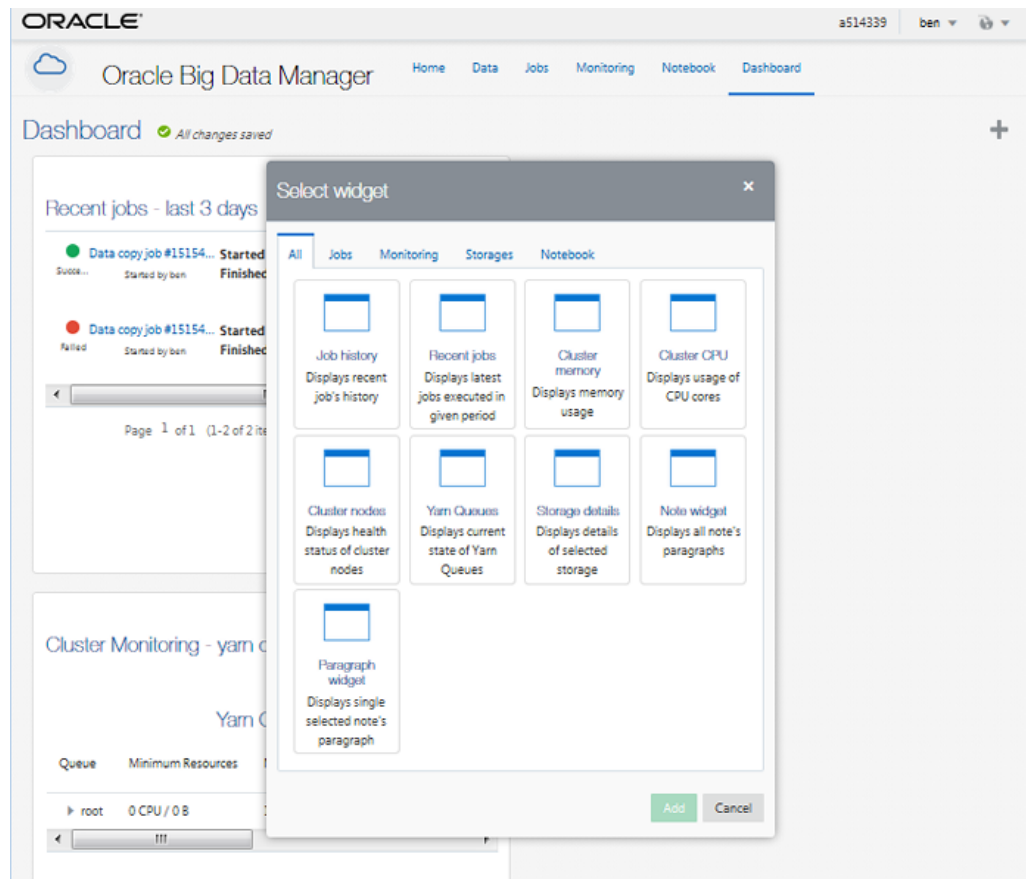 ORACLE
a514339 ben
Oracle Big Data Manager
Home Data Jobs Monitoring Notebook Dashboard
Dashboard All changes saved
Recent jobs - last 3 days
Data copy job #15154... Started
Succe... Started by ben Finished
Data copy job #15154... Started
Failed Started by ben Finished
Page 1 of 1 (1-2 of 2 ite
Cluster Monitoring - yarn
Yarn
Queue Minimum Resources
root 0 CPU / 0 B
Select widget
All Jobs Monitoring Storages Notebook
Job history
Displays recent
job's history
Recent jobs
Displays latest
jobs executed in
given period
Cluster
memory
Displays memory
usage
Cluster CPU
Displays usage of
CPU cores
Cluster nodes
Displays health
status of cluster
nodes
Yarn Queues
Displays current
state of Yarn
Queues
Storage details
Displays details
of selected
storage
Note widget
Displays all note's
paragraphs
Paragraph
widget
Displays single
selected note's
paragraph
Add Cancel